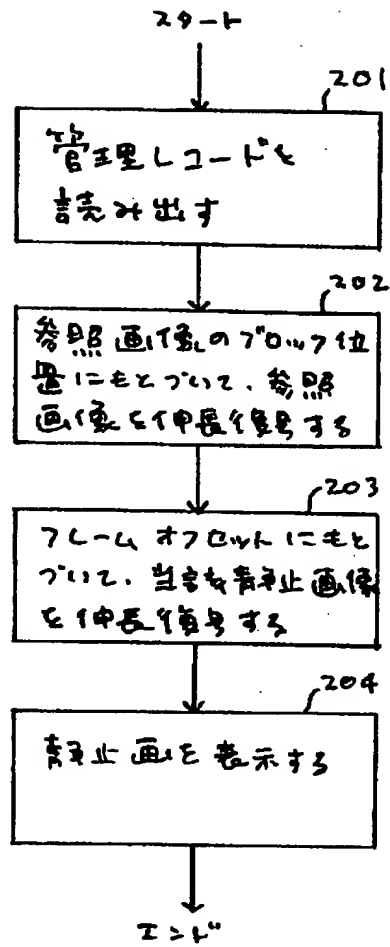 スタート
201
管理レコードを
読み出す
202
参照画像のブロック位
置にもとづいて、参照
画像を伸長復号する
203
フレームオフセットにもと
づいて、当該静止画像
を伸長復号する
204
静止画を表示する
エンド